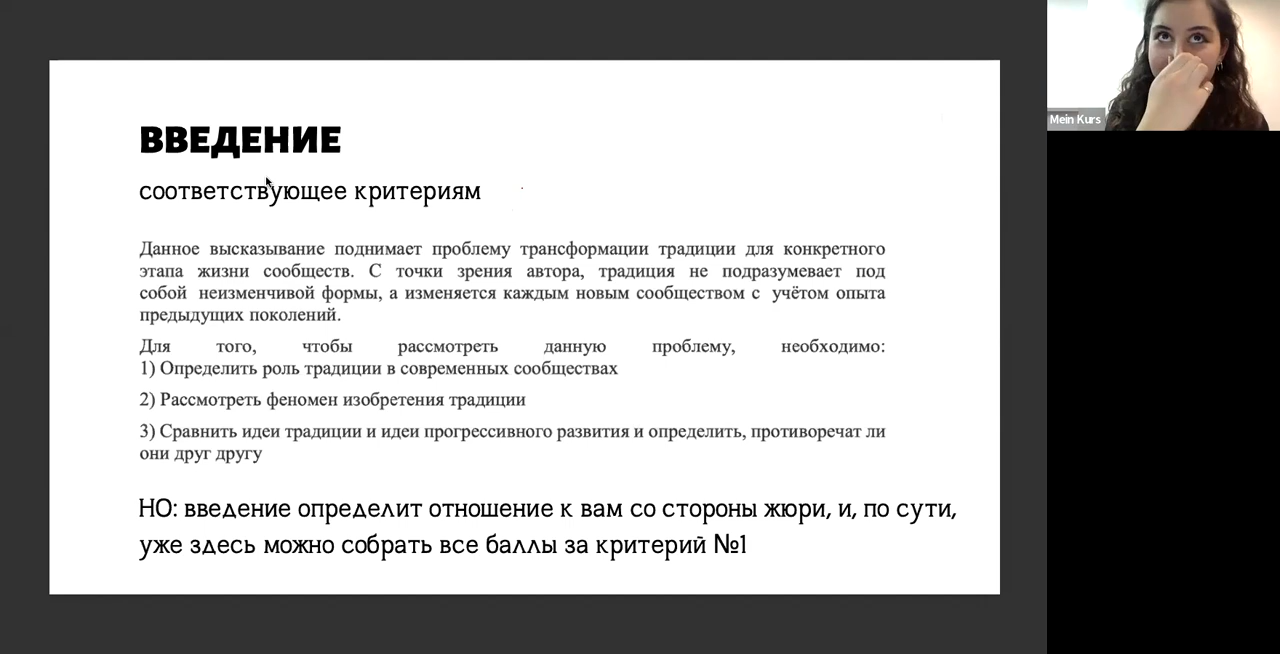 ВВЕДЕНИЕ
соответствующее критериям
Данное высказывание поднимает проблему трансформации традиции для конкретного
этапа жизни сообществ. С точки зрения автора, традиция не подразумевает под
собой неизменчивой формы, а изменяется каждым новым сообществом с учётом опыта
предыдущих поколений.
Для того, чтобы рассмотреть данную проблему, необходимо:
1) Определить роль традиции в современных сообществах
2) Рассмотреть феномен изобретения традиции
3) Сравнить идеи традиции и идеи прогрессивного развития и определить, противоречат ли
они друг другу
НО: введение определит отношение к вам со стороны жюри, и, по сути,
уже здесь можно собрать все баллы за критерий №1
Mein Kurs